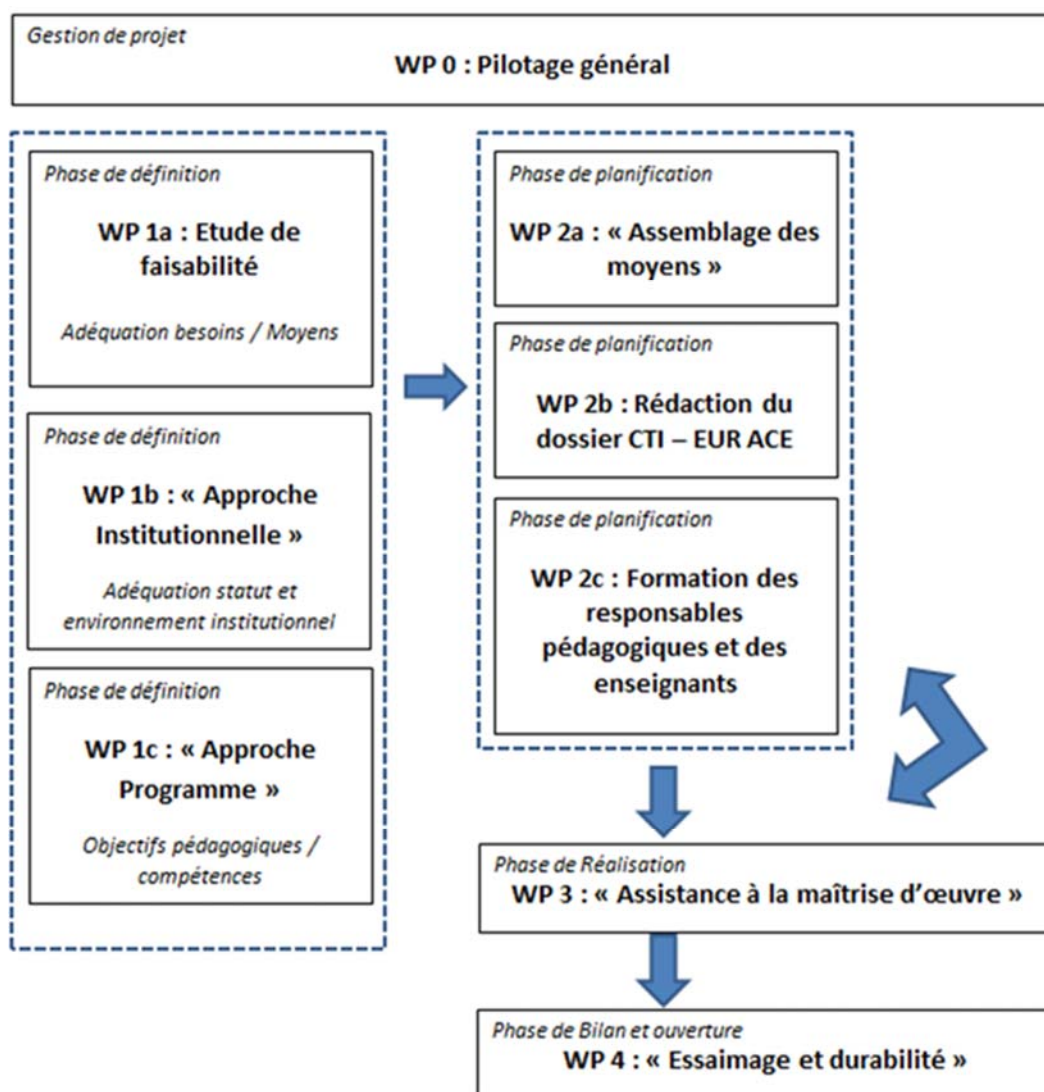 Gestion de projet
WP 0 : Pilotage général
Phase de définition
WP 1a : Etude de
faisabilité
Adéquation besoins / Moyens
Phase de définition
WP 1b : « Approche
Institutionnelle »
Adéquation statut et
environnement institutionnel
Phase de définition
WP 1c : « Approche
Programme »
Objectifs pédagogiques /
compétences
Phase de planification
WP 2a : « Assemblage des
moyens »
Phase de planification
WP 2b : Rédaction du
dossier CTI – EUR ACE
Phase de planification
WP 2c : Formation des
responsables
pédagogiques et des
enseignants
Phase de Réalisation
WP 3 : « Assistance à la maîtrise d'œuvre »
Phase de Bilan et ouverture
WP 4 : « Essaimage et durabilité »